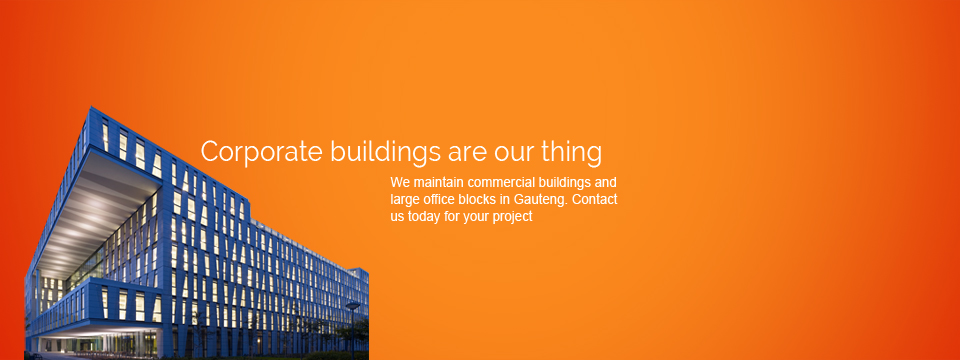 Corporate buildings are our thing
We maintain commercial buildings and
large office blocks in Gauteng. Contact
us today for your project